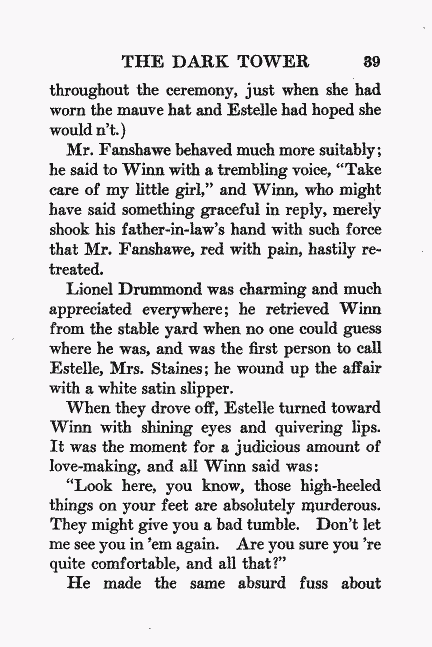 THE DARK TOWER 39
throughout the ceremony, just when she had
worn the mauve hat and Estelle had hoped she
would n't.)
Mr. Fanshawe behaved much more suitably;
he said to Winn with a trembling voice, "Take
care of my little girl," and Winn, who might
have said something graceful in reply, merely
shook his father-in-law's hand with such force
that Mr. Fanshawe, red with pain, hastily re-
treated.
Lionel Drummond was charming and much
appreciated everywhere; he retrieved Winn
from the stable yard when no one could guess
where he was, and was the first person to call
Estelle, Mrs. Staines; he wound up the affair
with a white satin slipper.
When they drove off, Estelle turned toward
Winn with shining eyes and quivering lips.
It was the moment for a judicious amount of
love-making, and all Winn said was:
"Look here, you know, those high-heeled
things on your feet are absolutely murderous.
They might give you a bad tumble. Don't let
me see you in 'em again. Are you sure you 're
quite comfortable, and all that?"
He made the same absurd fuss about